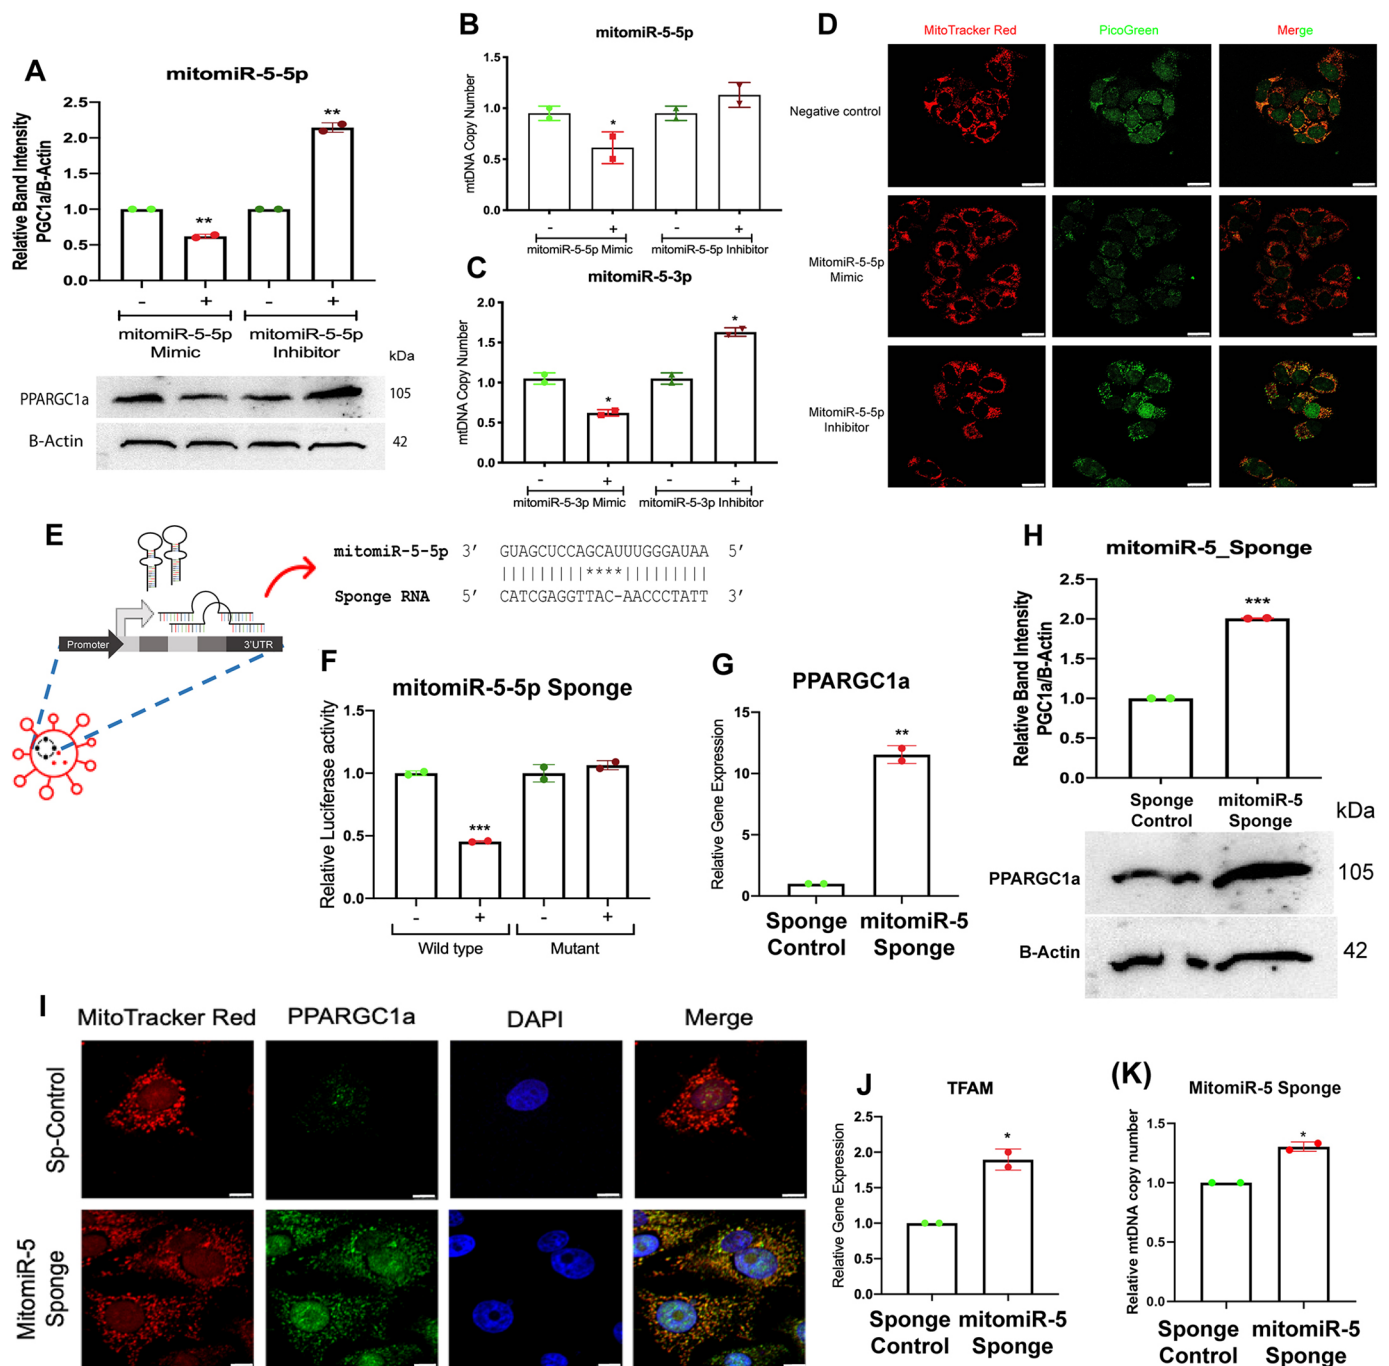 A
mitomiR-5-5p
Relative Band Intensity
PGC1a/B-Actin
2.5
2.0
1.5
1.0
0.5
0.0
**
**
-
+
-
+
mitomiR-5-5p
Mimic
mitomiR-5-5p
Inhibitor
kDa
PPARGC1a
105
B-Actin
42
B
mitomiR-5-5p
mtDNA Copy Number
1.5
1.0
0.5
0.0
*
-
+
-
+
mitomiR-5-5p Mimic
mitomiR-5-5p Inhibitor
C
mitomiR-5-3p
mtDNA Copy Number
2.0
1.5
1.0
0.5
0.0
*
*
-
+
-
+
mitomiR-5-3p Mimic
mitomiR-5-3p Inhibitor
D
MitoTracker Red
PicoGreen
Merge
Negative control
MitomiR-5-5p
Mimic
MitomiR-5-5p
Inhibitor
E
Promoter
3'UTR
mitomiR-5-5p 3' GUAGCUCCAGCAUUUGGGAUAA 5'
||||||||||****|||||||||
Sponge RNA 5' CATCGAGGTTAC-AACCCTATT 3'
F
mitomiR-5-5p Sponge
Relative Luciferase activity
1.5
1.0
0.5
0.0
***
-
+
-
+
Wild type
Mutant
G
PPARGC1a
Relative Gene Expression
15
10
5
0
**
Sponge
Control
mitomiR-5
Sponge
H
mitomiR-5_Sponge
Relative Band Intensity
PGC1a/B-Actin
2.5
2.0
1.5
1.0
0.5
0.0
***
Sponge
Control
mitomiR-5
Sponge
kDa
PPARGC1a
105
B-Actin
42
I
MitoTracker Red
PPARGC1a
DAPI
Merge
Sp-Control
MitomiR-5
Sponge
J
TFAM
Relative Gene Expression
2.5
2.0
1.5
1.0
0.5
0.0
*
Sponge
Control
mitomiR-5
Sponge
(K)
MitomiR-5 Sponge
Relative mtDNA copy number
1.5
1.0
0.5
0.0
*
Sponge
Control
mitomiR-5
Sponge